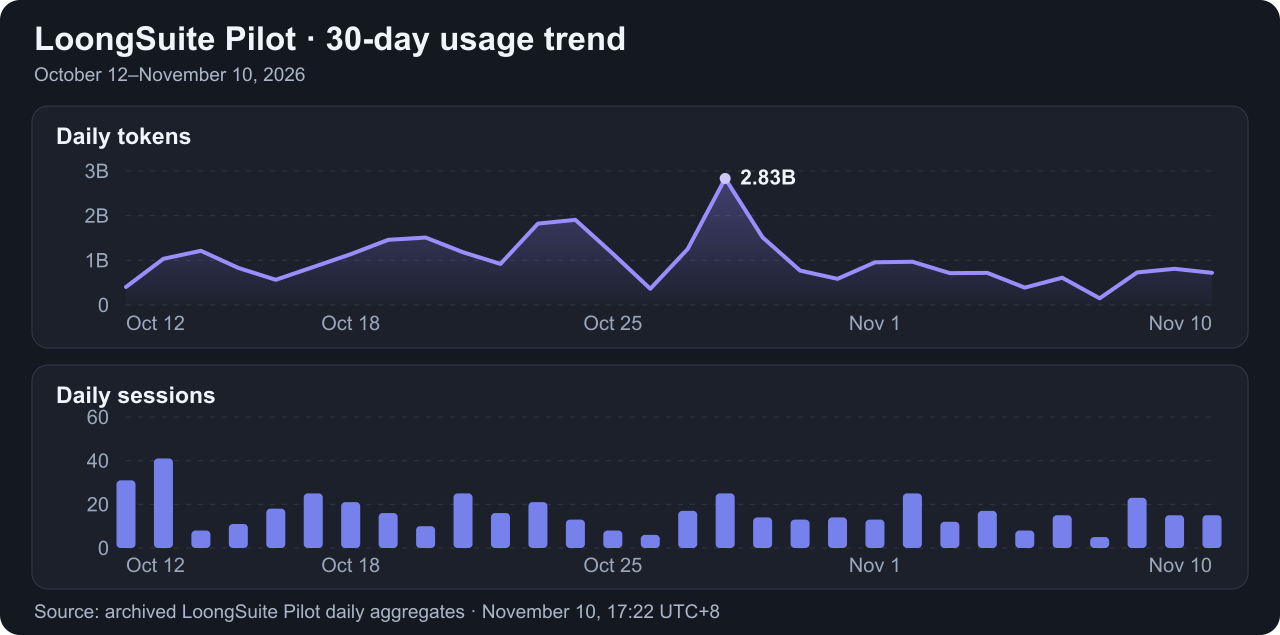 LoongSuite Pilot · 30-day usage trend
October 12–November 10, 2026
Daily tokens
3B
2.83B
2B
1B
0
Oct 12 Oct 18 Oct 25 Nov 1 Nov 10
Daily sessions
60
40
20
0
Oct 12 Oct 18 Oct 25 Nov 1 Nov 10
Source: archived LoongSuite Pilot daily aggregates · November 10, 17:22 UTC+8